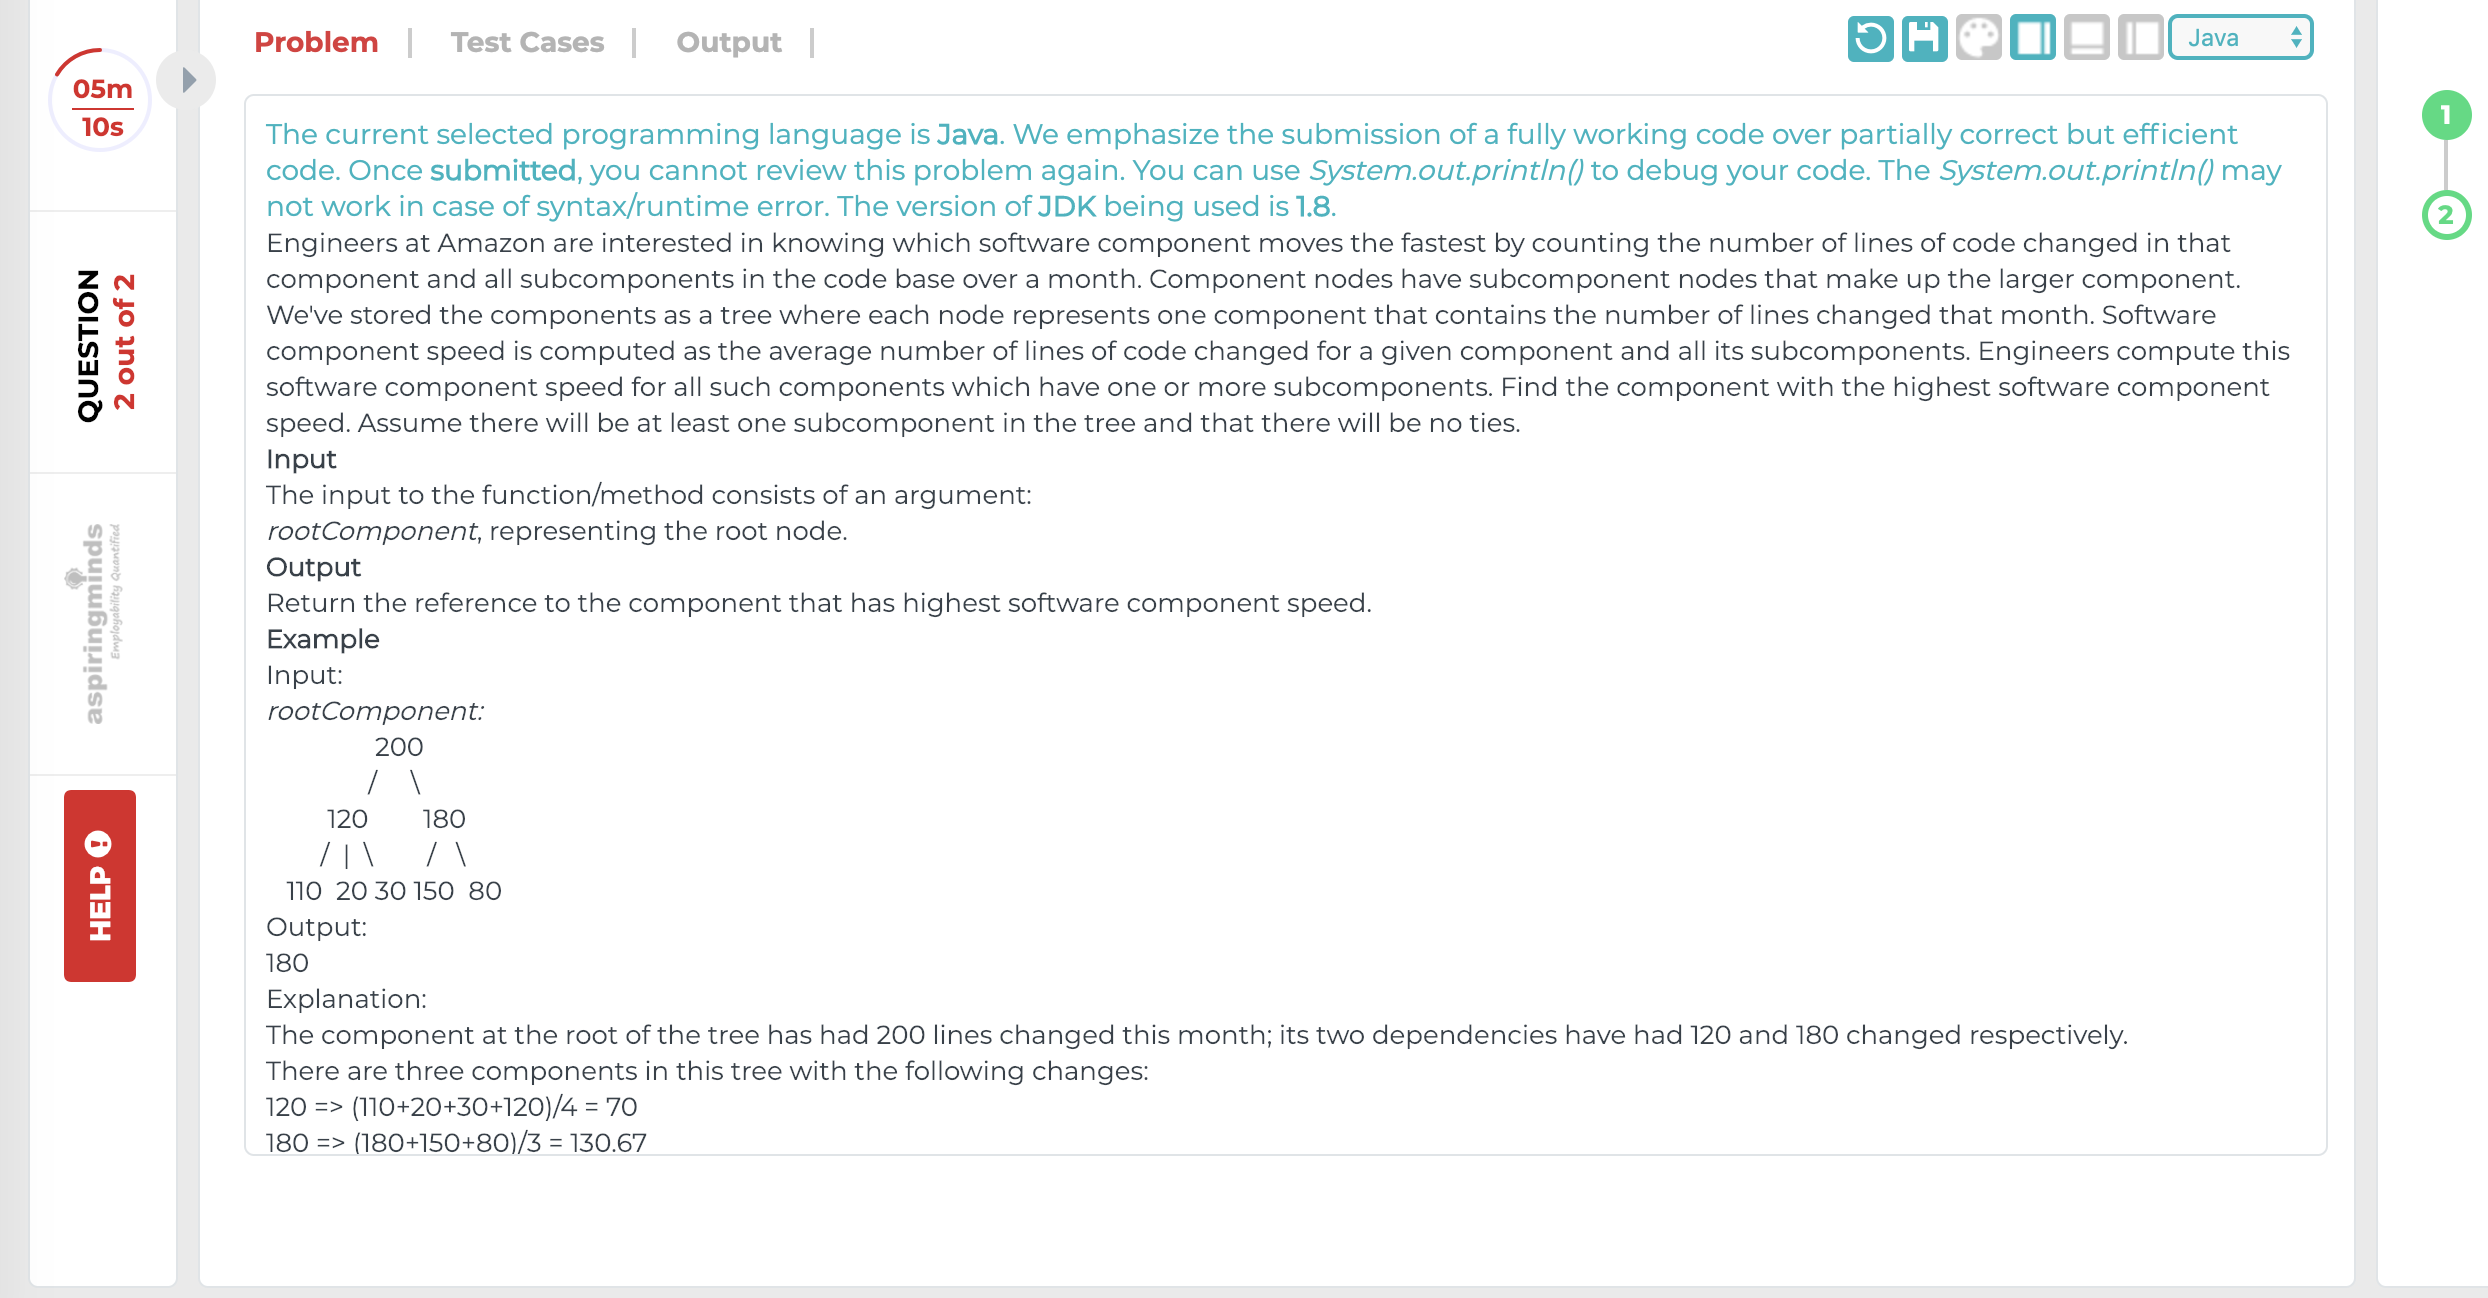 05m
10s
QUESTION
2 out of 2
aspiringminds
Employability Quantified
HELP
Problem | Test Cases | Output |
Java
The current selected programming language is Java. We emphasize the submission of a fully working code over partially correct but efficient
code. Once submitted, you cannot review this problem again. You can use System.out.println() to debug your code. The System.out.println() may
not work in case of syntax/runtime error. The version of JDK being used is 1.8.
Engineers at Amazon are interested in knowing which software component moves the fastest by counting the number of lines of code changed in that
component and all subcomponents in the code base over a month. Component nodes have subcomponent nodes that make up the larger component.
We've stored the components as a tree where each node represents one component that contains the number of lines changed that month. Software
component speed is computed as the average number of lines of code changed for a given component and all its subcomponents. Engineers compute this
software component speed for all such components which have one or more subcomponents. Find the component with the highest software component
speed. Assume there will be at least one subcomponent in the tree and that there will be no ties.
Input
The input to the function/method consists of an argument:
rootComponent, representing the root node.
Output
Return the reference to the component that has highest software component speed.
Example
Input:
rootComponent:
200
/ \
120 180
/ | \ / \
110 20 30 150 80
Output:
180
Explanation:
The component at the root of the tree has had 200 lines changed this month; its two dependencies have had 120 and 180 changed respectively.
There are three components in this tree with the following changes:
120 => (110+20+30+120)/4 = 70
180 => (180+150+80)/3 = 130.67
1
2